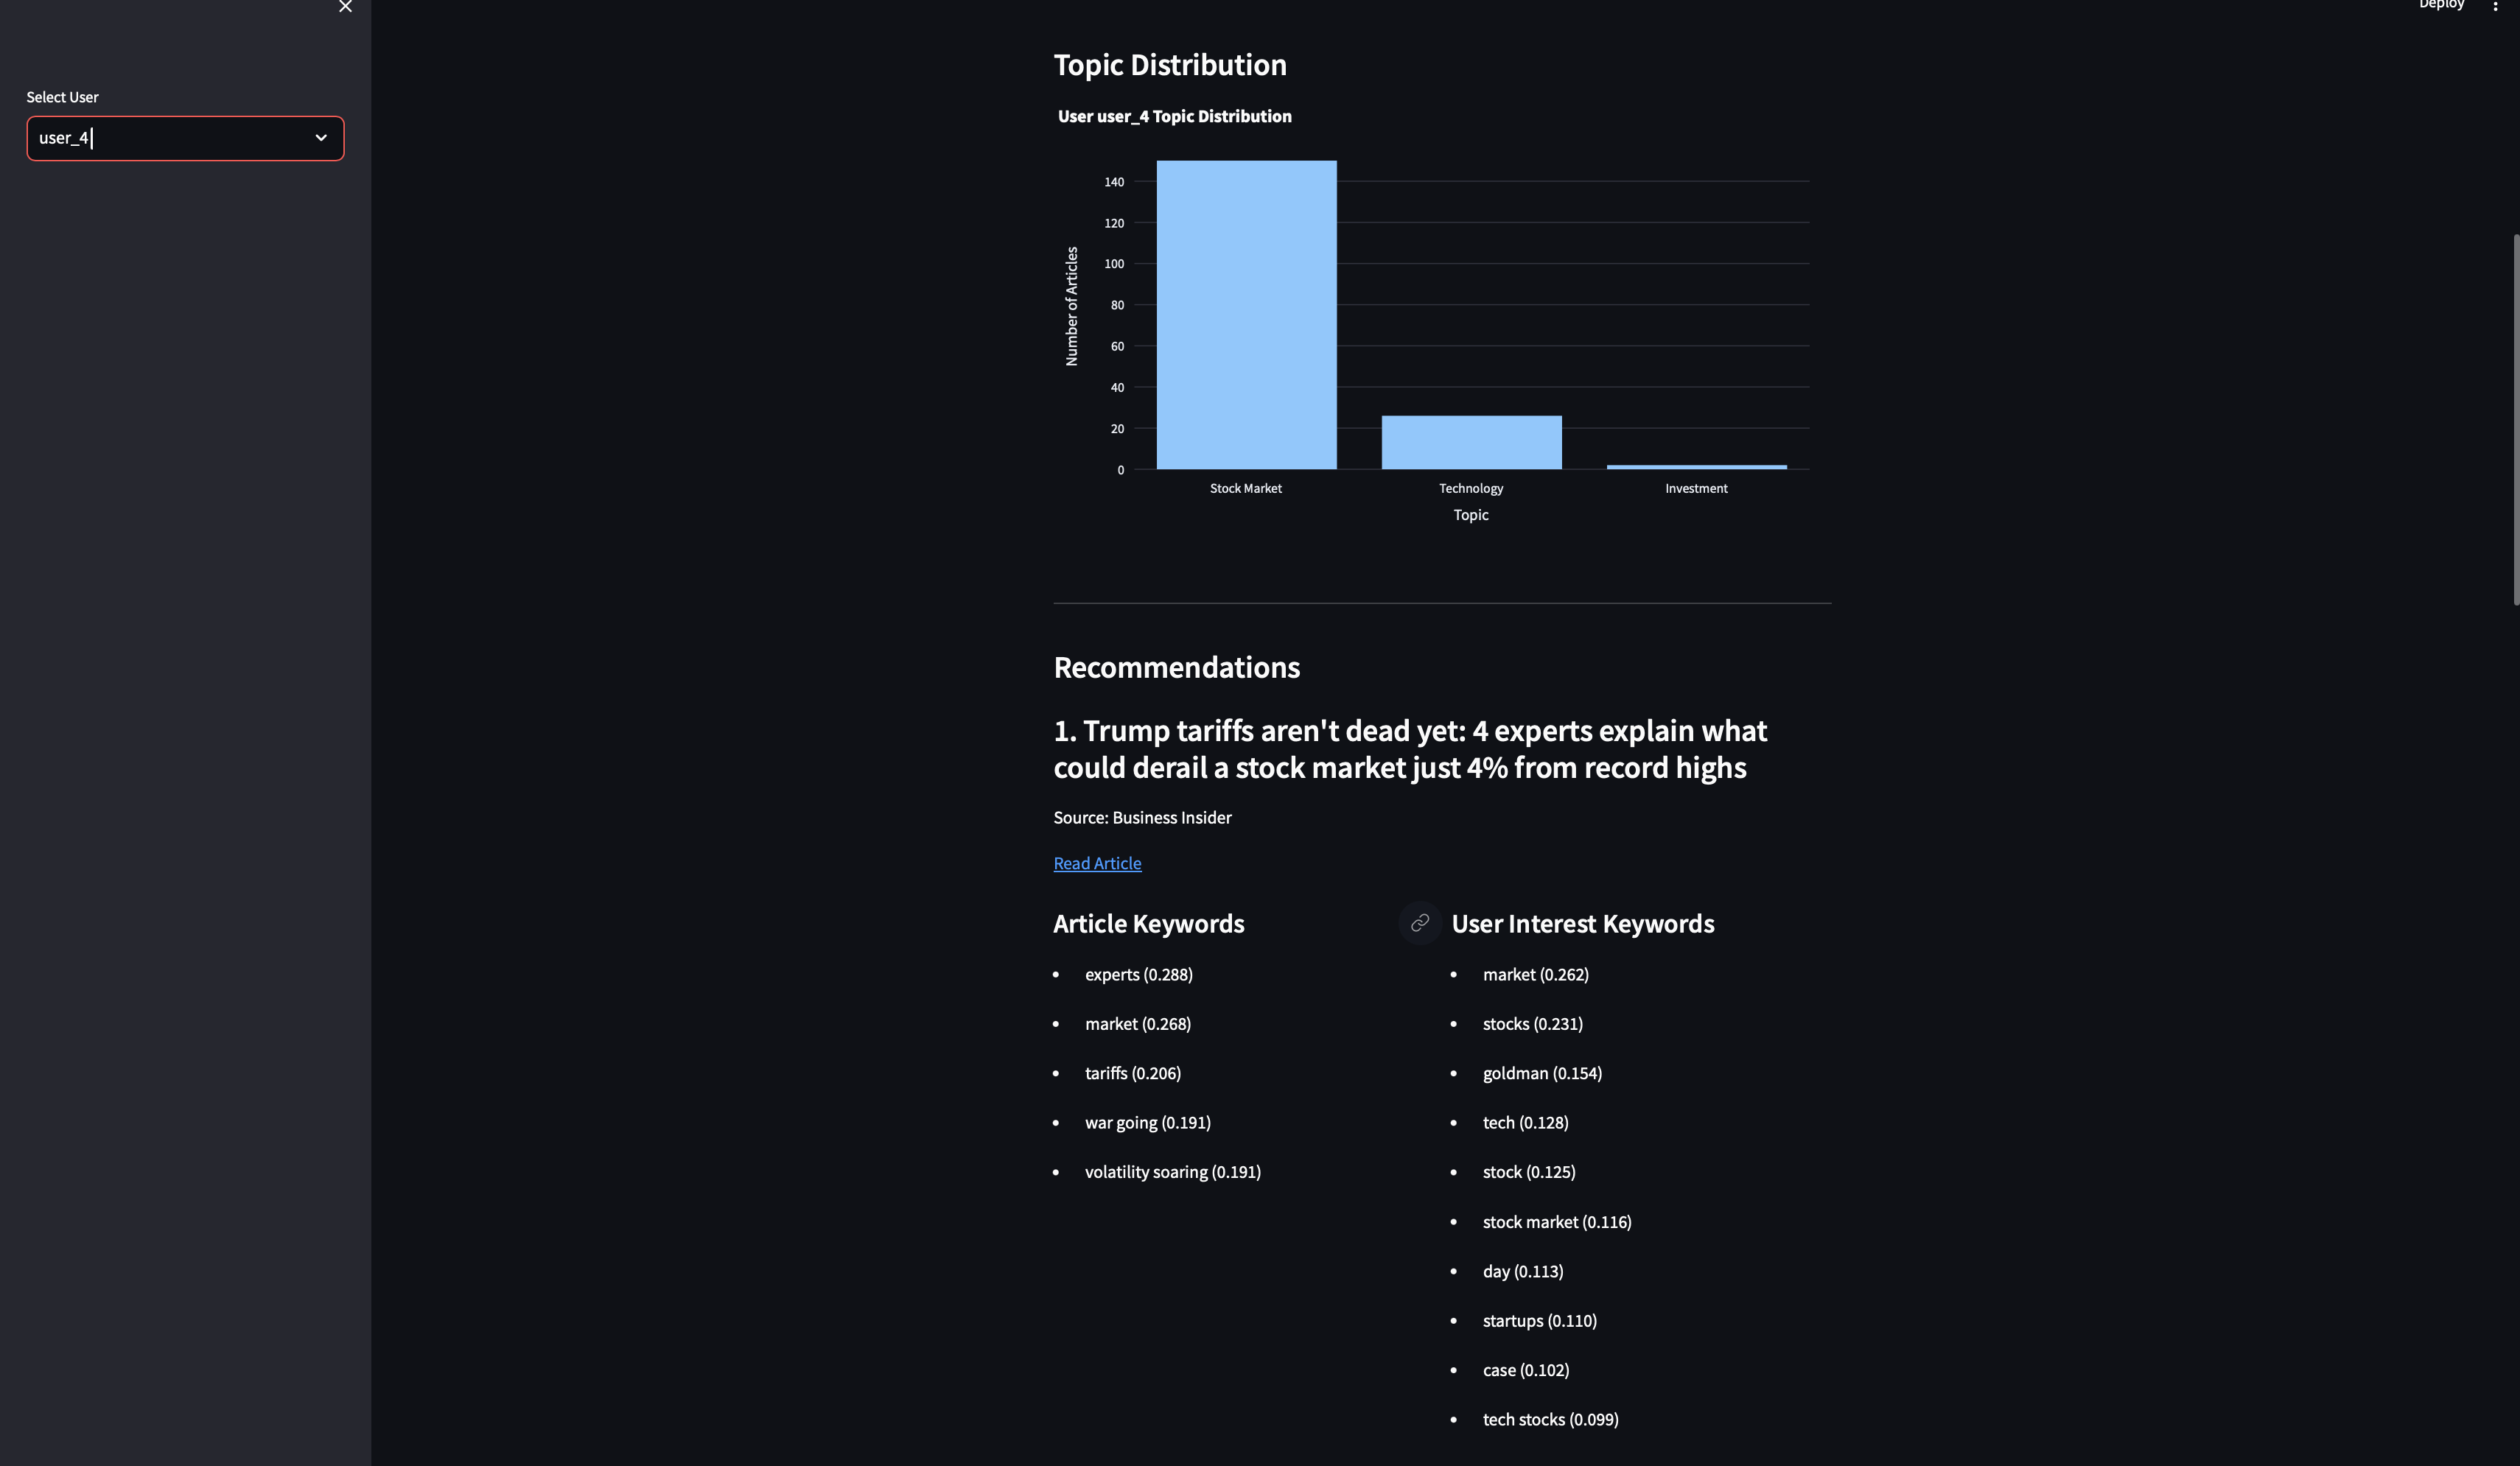 Deploy
Select User
user_4
Topic Distribution
User user_4 Topic Distribution
140
120
100
80
60
40
20
0
Number of Articles
Stock Market
Technology
Investment
Topic
Recommendations
1. Trump tariffs aren't dead yet: 4 experts explain what
could derail a stock market just 4% from record highs
Source: Business Insider
Read Article
Article Keywords
experts (0.288)
market (0.268)
tariffs (0.206)
war going (0.191)
volatility soaring (0.191)
User Interest Keywords
market (0.262)
stocks (0.231)
goldman (0.154)
tech (0.128)
stock (0.125)
stock market (0.116)
day (0.113)
startups (0.110)
case (0.102)
tech stocks (0.099)